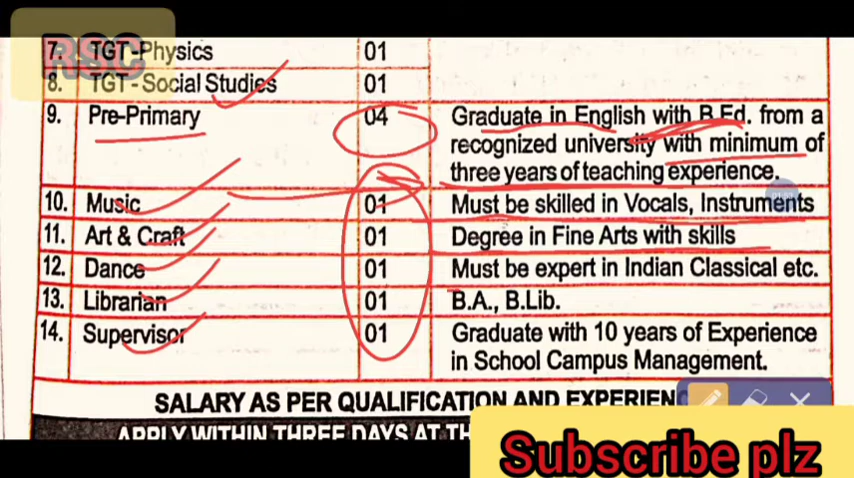 RSC
7. TGT-Physics 01
8. TGT-Social Studies 01
9. Pre-Primary 04 Graduate in English with B.Ed. from a
recognized university with minimum of
three years of teaching experience.
10. Music 01 Must be skilled in Vocals, Instruments
11. Art & Craft 01 Degree in Fine Arts with skills
12. Dance 01 Must be expert in Indian Classical etc.
13. Librarian 01 B.A., B.Lib.
14. Supervisor 01 Graduate with 10 years of Experience
in School Campus Management.
SALARY AS PER QUALIFICATION AND
APPLY WITHIN THREE DAYS AT
Subscribe plz